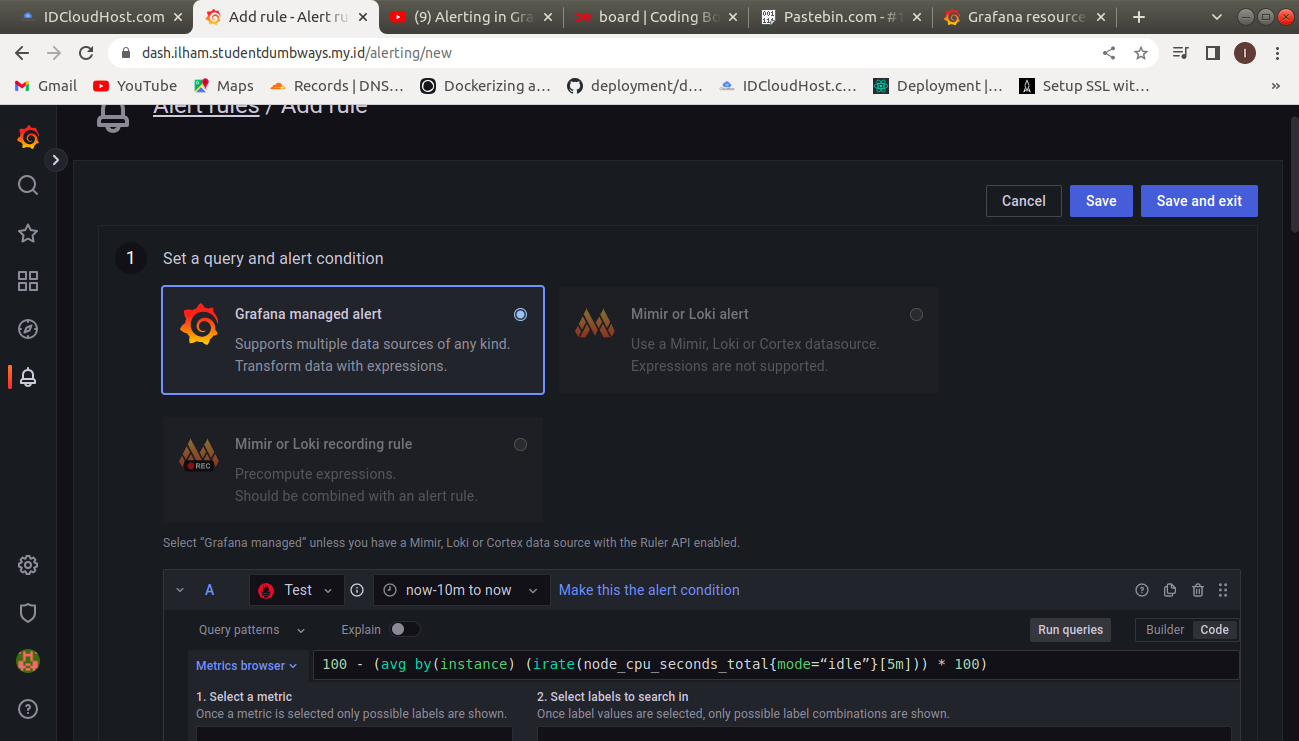 IDCloudHost.com
Add rule - Alert ru
(9) Alerting in Gra
board | Coding Bo
Pastebin.com - #1
Grafana resource
dash.ilham.studentdumbways.my.id/alerting/new
I
Gmail
YouTube
Maps
Records | DNS...
Dockerizing a...
deployment/d...
IDCloudHost.c...
Deployment |...
Setup SSL wit...
»
Alert rules / Add rule
Cancel
Save
Save and exit
1
Set a query and alert condition
Grafana managed alert
Supports multiple data sources of any kind.
Transform data with expressions.
Mimir or Loki alert
Use a Mimir, Loki or Cortex datasource.
Expressions are not supported.
Mimir or Loki recording rule
REC
Precompute expressions.
Should be combined with an alert rule.
Select “Grafana managed” unless you have a Mimir, Loki or Cortex data source with the Ruler API enabled.
A
Test
now-10m to now
Make this the alert condition
Query patterns
Explain
Run queries
Builder
Code
Metrics browser
100 - (avg by(instance) (irate(node_cpu_seconds_total{mode=“idle”}[5m])) * 100)
1. Select a metric
Once a metric is selected only possible labels are shown.
2. Select labels to search in
Once label values are selected, only possible label combinations are shown.